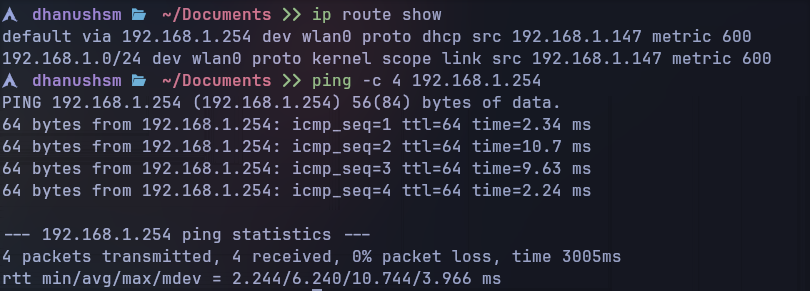 dhanushsm ~/Documents >> ip route show
default via 192.168.1.254 dev wlan0 proto dhcp src 192.168.1.147 metric 600
192.168.1.0/24 dev wlan0 proto kernel scope link src 192.168.1.147 metric 600
dhanushsm ~/Documents >> ping -c 4 192.168.1.254
PING 192.168.1.254 (192.168.1.254) 56(84) bytes of data.
64 bytes from 192.168.1.254: icmp_seq=1 ttl=64 time=2.34 ms
64 bytes from 192.168.1.254: icmp_seq=2 ttl=64 time=10.7 ms
64 bytes from 192.168.1.254: icmp_seq=3 ttl=64 time=9.63 ms
64 bytes from 192.168.1.254: icmp_seq=4 ttl=64 time=2.24 ms
--- 192.168.1.254 ping statistics ---
4 packets transmitted, 4 received, 0% packet loss, time 3005ms
rtt min/avg/max/mdev = 2.244/6.240/10.744/3.966 ms